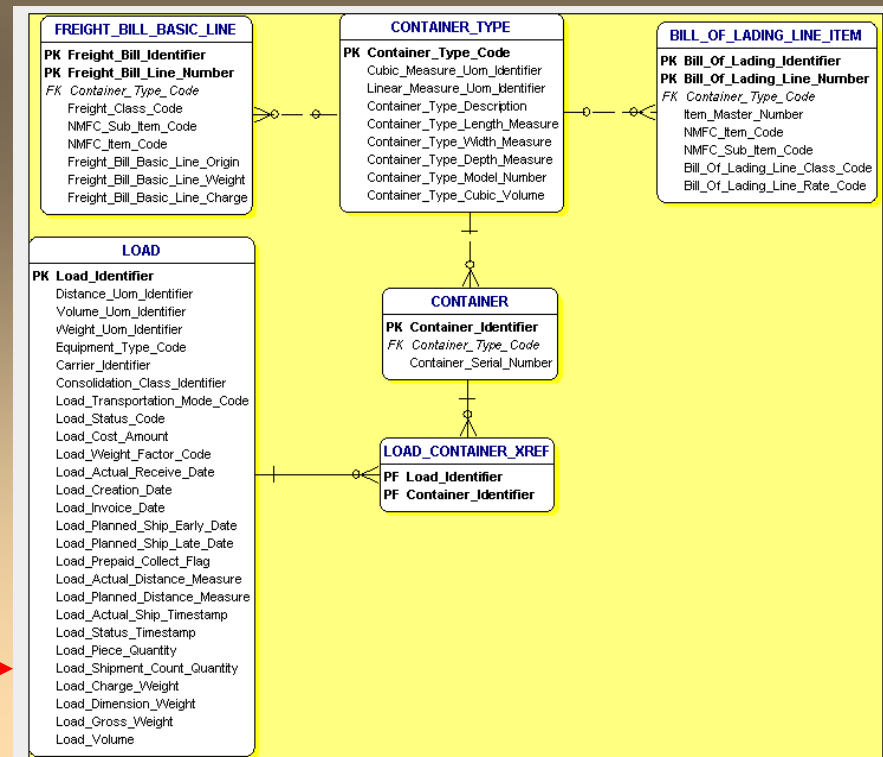 FREIGHT_BILL_BASIC_LINE
PK Freight_Bill_Identifier
PK Freight_Bill_Line_Number
FK Container_Type_Code
Freight_Class_Code
NMFC_Sub_Item_Code
NMFC_Item_Code
Freight_Bill_Basic_Line_Origin
Freight_Bill_Basic_Line_Weight
Freight_Bill_Basic_Line_Charge
CONTAINER_TYPE
PK Container_Type_Code
Cubic_Measure_Uom_Identifier
Linear_Measure_Uom_Identifier
Container_Type_Description
Container_Type_Length_Measure
Container_Type_Width_Measure
Container_Type_Depth_Measure
Container_Type_Model_Number
Container_Type_Cubic_Volume
BILL_OF_LADING_LINE_ITEM
PK Bill_Of_Lading_Identifier
PK Bill_Of_Lading_Line_Number
FK Container_Type_Code
Item_Master_Number
NMFC_Item_Code
NMFC_Sub_Item_Code
Bill_Of_Lading_Line_Class_Code
Bill_Of_Lading_Line_Rate_Code
LOAD
PK Load_Identifier
Distance_Uom_Identifier
Volume_Uom_Identifier
Weight_Uom_Identifier
Equipment_Type_Code
Carrier_Identifier
Consolidation_Class_Identifier
Load_Transportation_Mode_Code
Load_Status_Code
Load_Cost_Amount
Load_Weight_Factor_Code
Load_Actual_Receive_Date
Load_Creation_Date
Load_Invoice_Date
Load_Planned_Ship_Early_Date
Load_Planned_Ship_Late_Date
Load_Prepaid_Collect_Flag
Load_Actual_Distance_Measure
Load_Planned_Distance_Measure
Load_Actual_Ship_Timestamp
Load_Status_Timestamp
Load_Piece_Quantity
Load_Shipment_Count_Quantity
Load_Charge_Weight
Load_Dimension_Weight
Load_Gross_Weight
Load_Volume
CONTAINER
PK Container_Identifier
FK Container_Type_Code
Container_Serial_Number
LOAD_CONTAINER_XREF
PF Load_Identifier
PF Container_Identifier